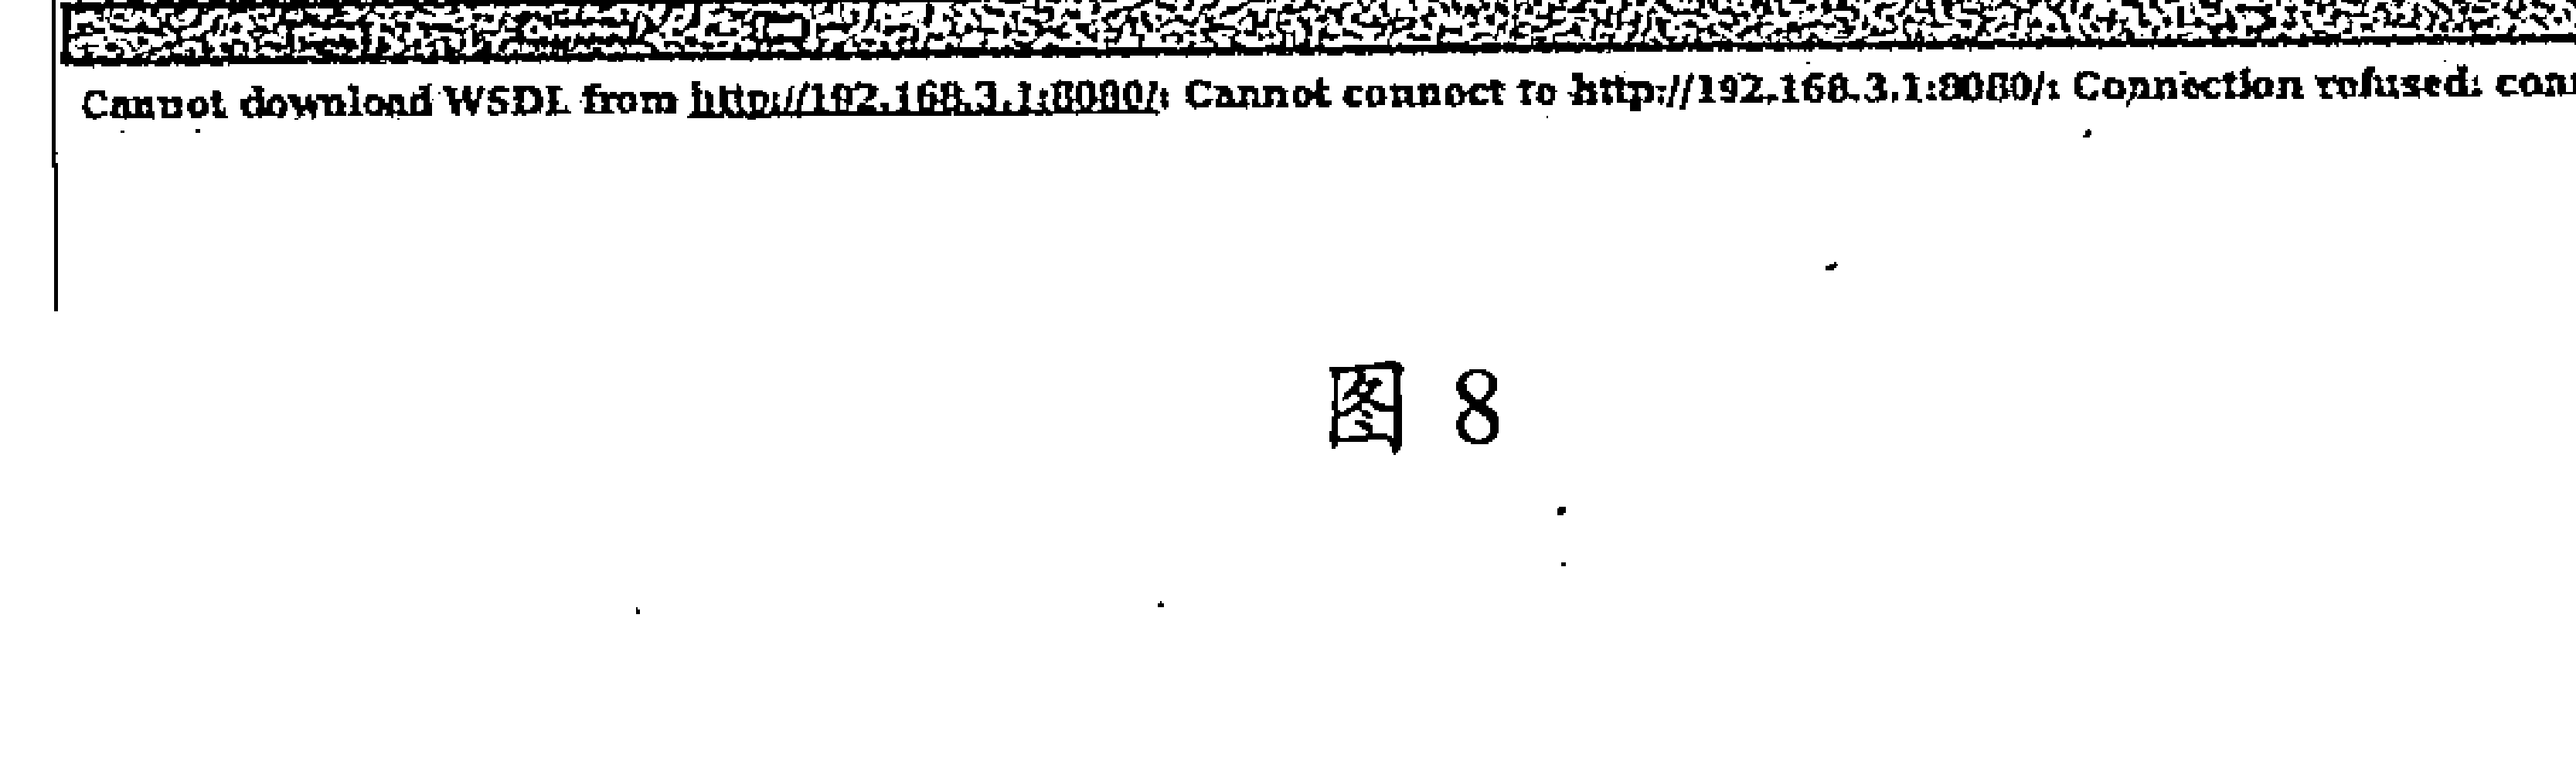 Cannot download WSDL from http://192.168.3.1:8080/: Cannot connect to http://192.168.3.1:8080/: Connection refused: con
图 8